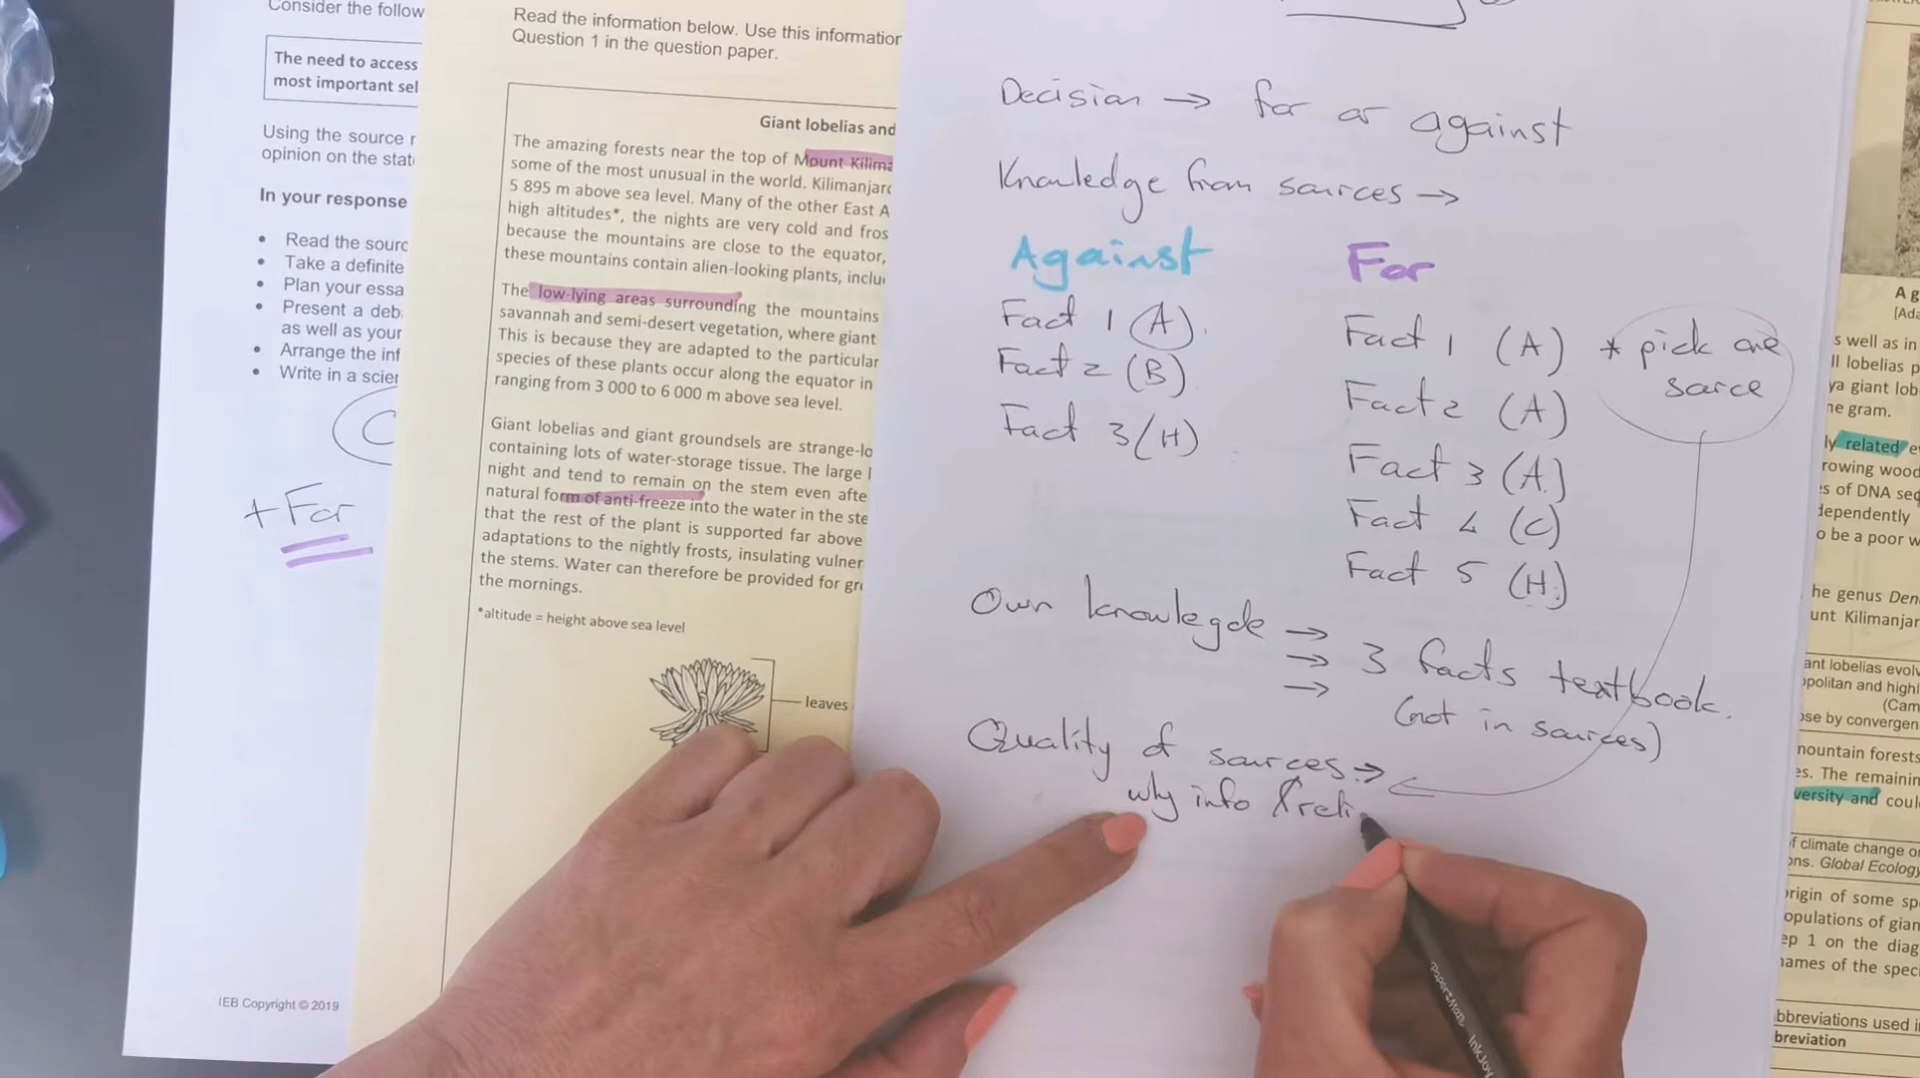 Consider the follow
The need to access
most important sel
Using the source r
opinion on the stat
In your response
• Read the sourc
• Take a definite
• Plan your essa
• Present a deb
as well as your
• Arrange the inf
• Write in a scien
+ For
IEB Copyright © 2019
Read the information below. Use this information
Question 1 in the question paper.
Giant lobelias and
The amazing forests near the top of Mount Kilima
some of the most unusual in the world. Kilimanjaro
5 895 m above sea level. Many of the other East A
high altitudes*, the nights are very cold and fros
because the mountains are close to the equator,
these mountains contain alien-looking plants, inclu
The low-lying areas surrounding the mountains
savannah and semi-desert vegetation, where giant
This is because they are adapted to the particular
species of these plants occur along the equator in
ranging from 3 000 to 6 000 m above sea level.
Giant lobelias and giant groundsels are strange-lo
containing lots of water-storage tissue. The large l
night and tend to remain on the stem even afte
natural form of anti-freeze into the water in the ste
that the rest of the plant is supported far above
adaptations to the nightly frosts, insulating vulner
the stems. Water can therefore be provided for gr
the mornings.
*altitude = height above sea level
leaves
Decision → for or against
Knowledge from sources →
Against For
Fact 1 (A) Fact 1 (A) * pick one
Fact 2 (B) Fact 2 (A) sarce
Fact 3 (H) Fact 3 (A)
Fact 4 (C)
Fact 5 (H)
Own knowlegde → 3 facts textbook.
→ (not in sources)
→
Quality of sources →
why info reli
PaperMate InkJoy
A g
[Ada
s well as in
ll lobelias p
ya giant lob
ne gram.
ly related e
rowing wood
s of DNA seq
dependently
o be a poor w
he genus Den
unt Kilimanjar
ant lobelias evolv
opolitan and highl
(Cam
ose by convergen
mountain forests
es. The remainin
versity and coul
f climate change o
ons. Global Ecology
origin of some sp
opulations of gian
ep 1 on the diag
names of the speci
bbreviations used i
breviation